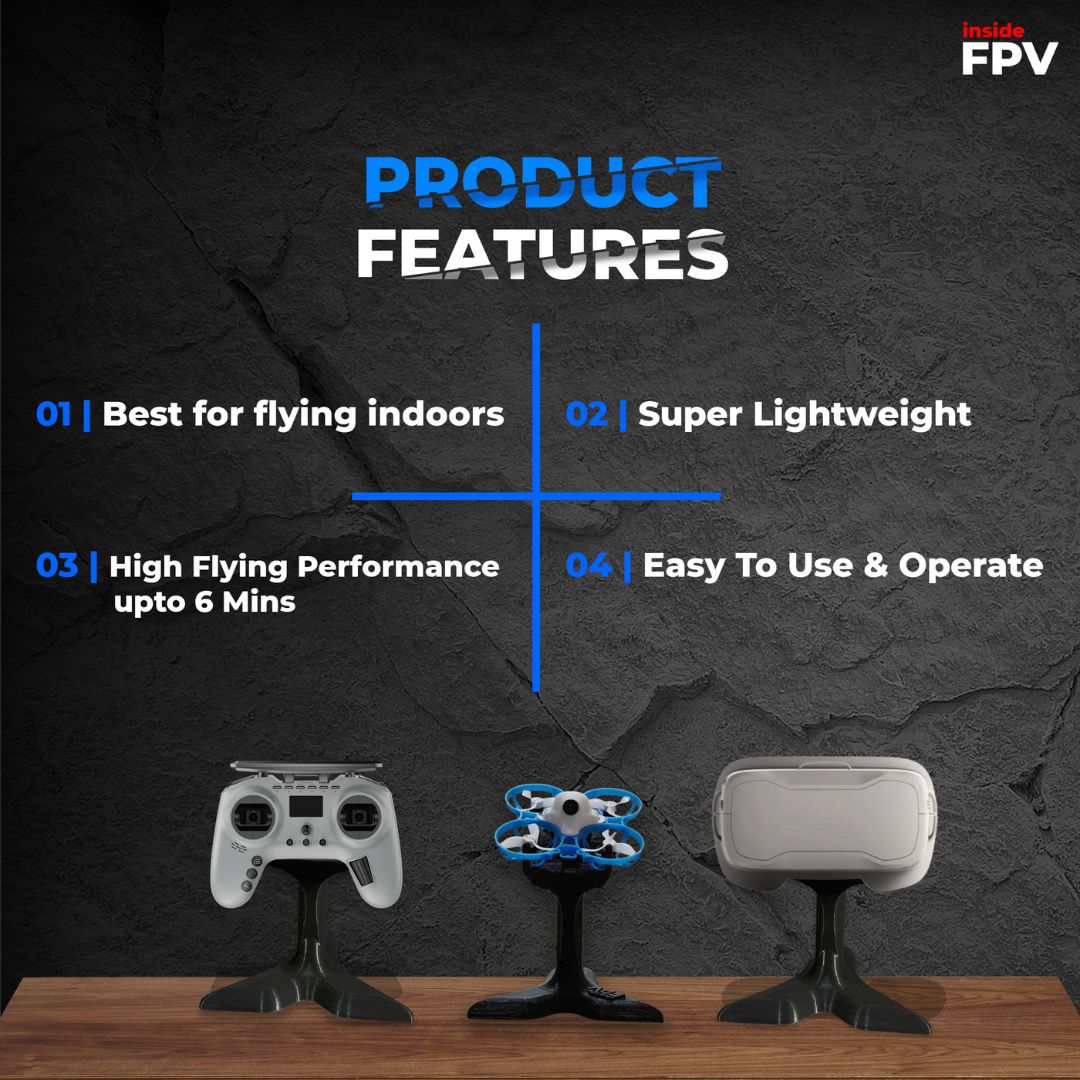 inside
FPV
PRODUCT
FEATURES
01 | Best for flying indoors
02 | Super Lightweight
03 | High Flying Performance
upto 6 Mins
04 | Easy To Use & Operate